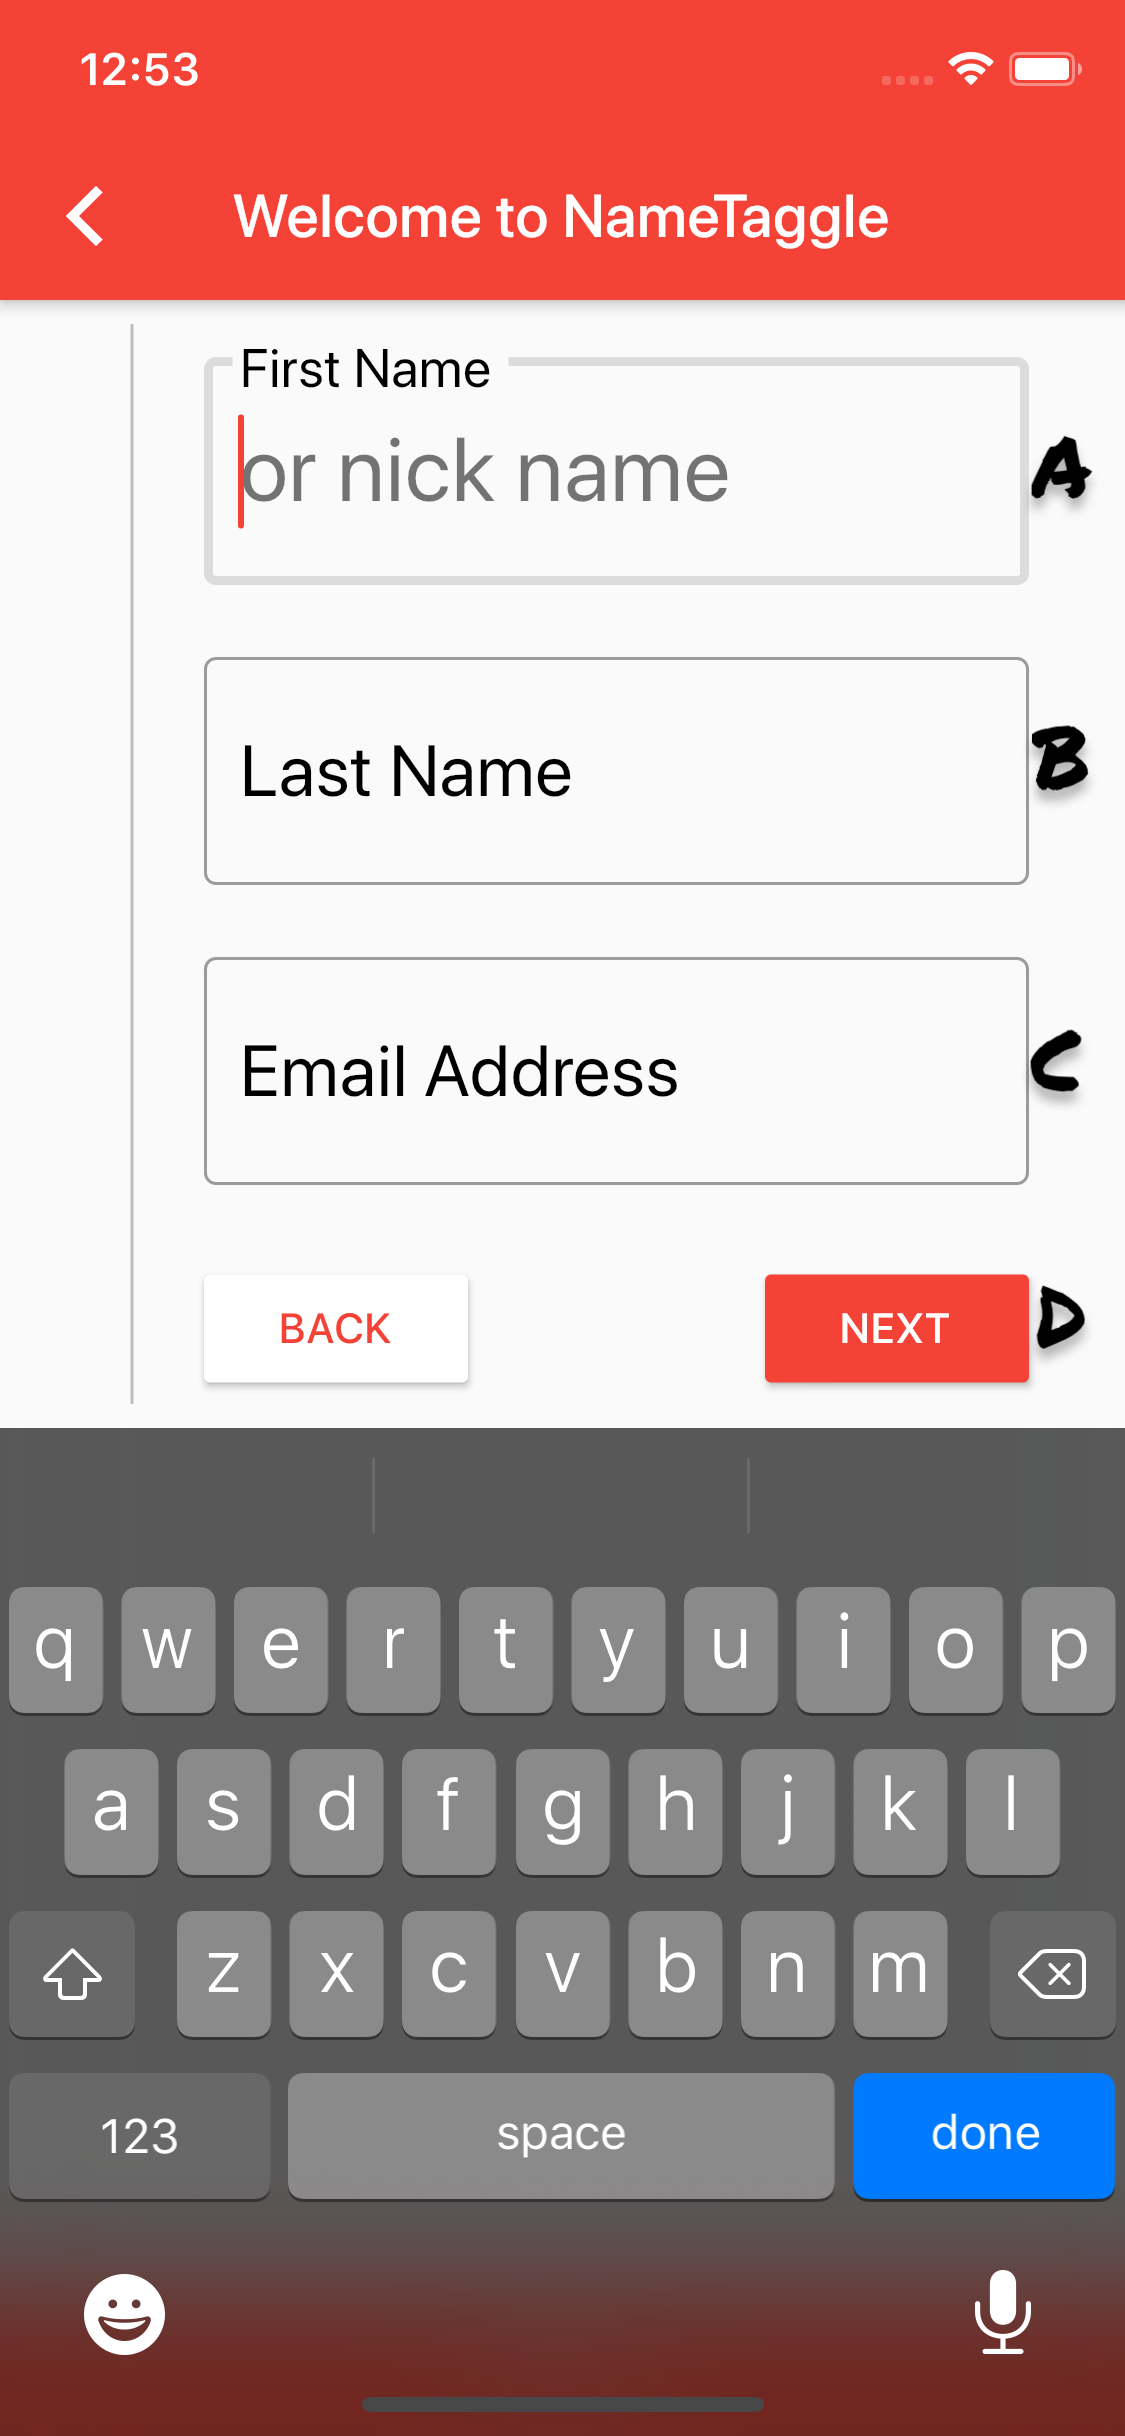 12:53
Welcome to NameTaggle
First Name
or nick name A
Last Name B
Email Address C
BACK NEXT D
q w e r t y u i o p
a s d f g h j k l
z x c v b n m
123 space done